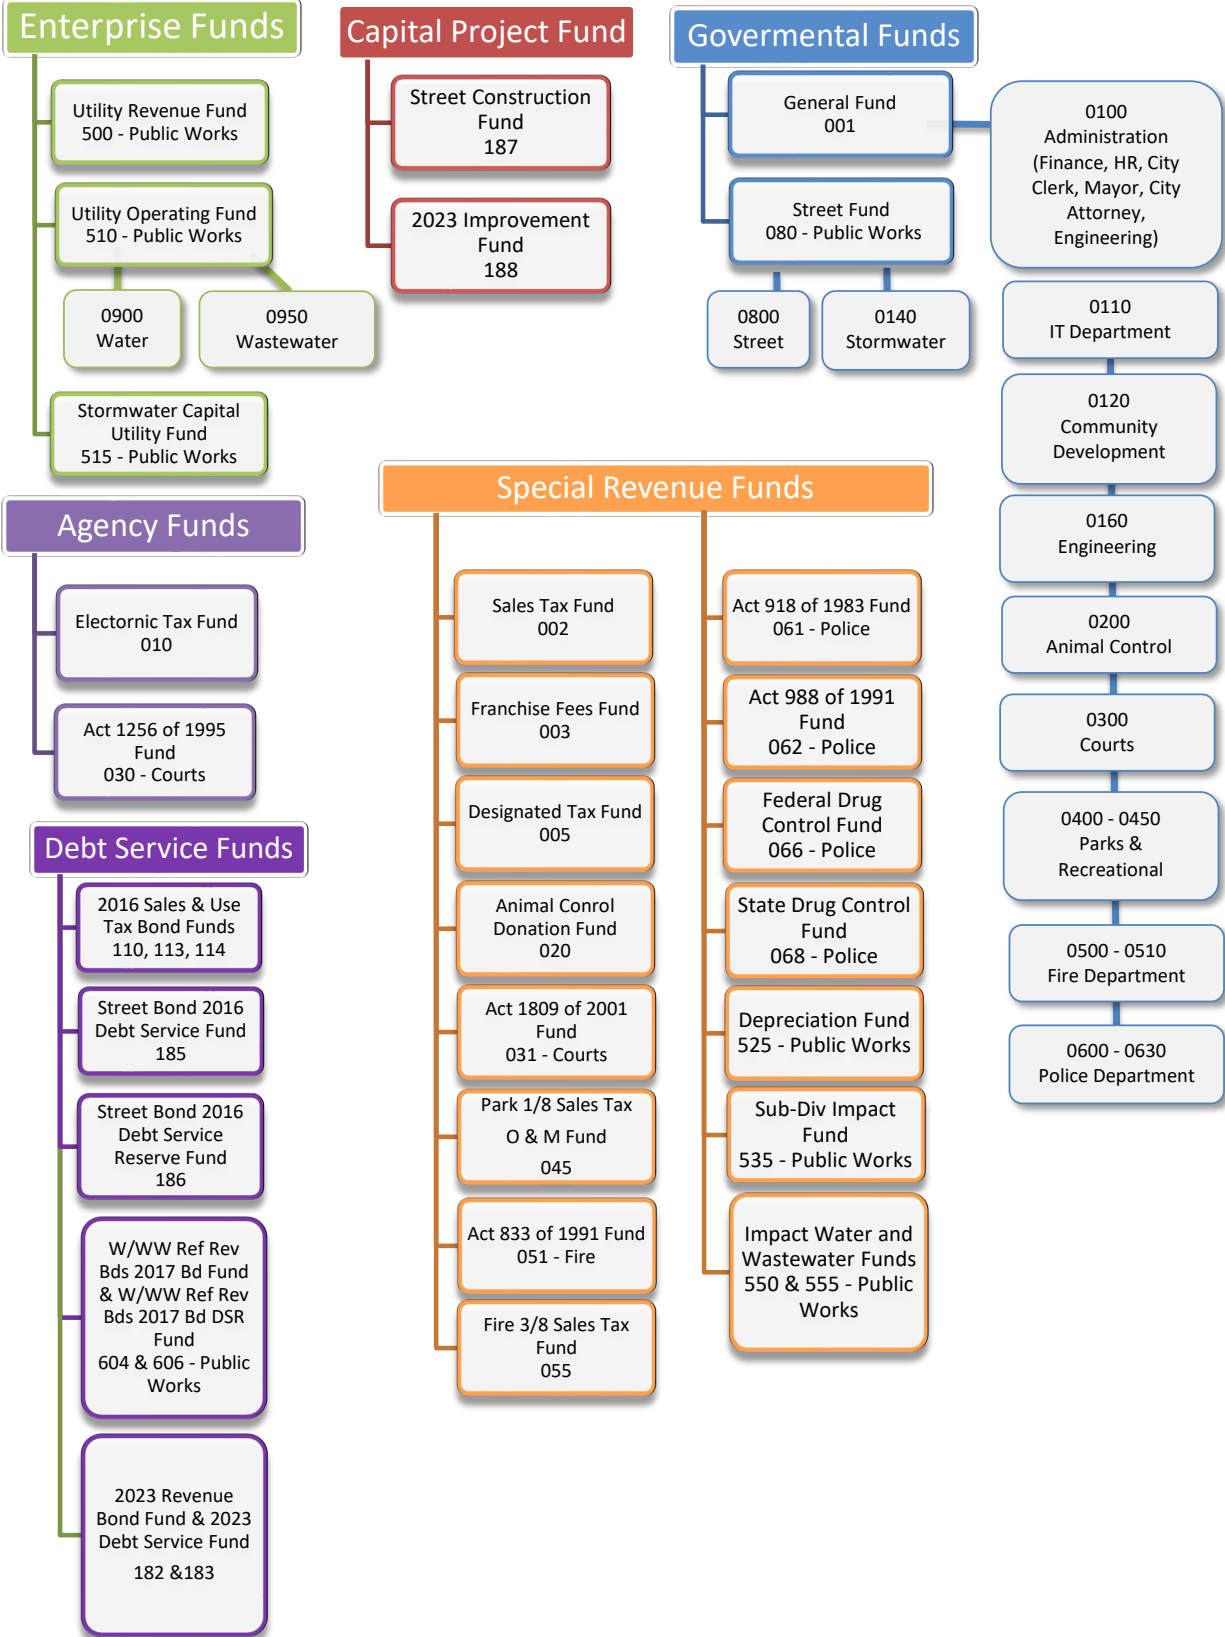 Enterprise Funds
Utility Revenue Fund
500 - Public Works
Utility Operating Fund
510 - Public Works
0900
Water
0950
Wastewater
Stormwater Capital
Utility Fund
515 - Public Works
Capital Project Fund
Street Construction
Fund
187
2023 Improvement
Fund
188
Govermental Funds
General Fund
001
Street Fund
080 - Public Works
0800
Street
0140
Stormwater
0100
Administration
(Finance, HR, City
Clerk, Mayor, City
Attorney,
Engineering)
0110
IT Department
0120
Community
Development
0160
Engineering
0200
Animal Control
0300
Courts
0400 - 0450
Parks &
Recreational
0500 - 0510
Fire Department
0600 - 0630
Police Department
Agency Funds
Electornic Tax Fund
010
Act 1256 of 1995
Fund
030 - Courts
Debt Service Funds
2016 Sales & Use
Tax Bond Funds
110, 113, 114
Street Bond 2016
Debt Service Fund
185
Street Bond 2016
Debt Service
Reserve Fund
186
W/WW Ref Rev
Bds 2017 Bd Fund
& W/WW Ref Rev
Bds 2017 Bd DSR
Fund
604 & 606 - Public
Works
2023 Revenue
Bond Fund & 2023
Debt Service Fund
182 &183
Special Revenue Funds
Sales Tax Fund
002
Franchise Fees Fund
003
Designated Tax Fund
005
Animal Conrol
Donation Fund
020
Act 1809 of 2001
Fund
031 - Courts
Park 1/8 Sales Tax
O & M Fund
045
Act 833 of 1991 Fund
051 - Fire
Fire 3/8 Sales Tax
Fund
055
Act 918 of 1983 Fund
061 - Police
Act 988 of 1991
Fund
062 - Police
Federal Drug
Control Fund
066 - Police
State Drug Control
Fund
068 - Police
Depreciation Fund
525 - Public Works
Sub-Div Impact
Fund
535 - Public Works
Impact Water and
Wastewater Funds
550 & 555 - Public
Works